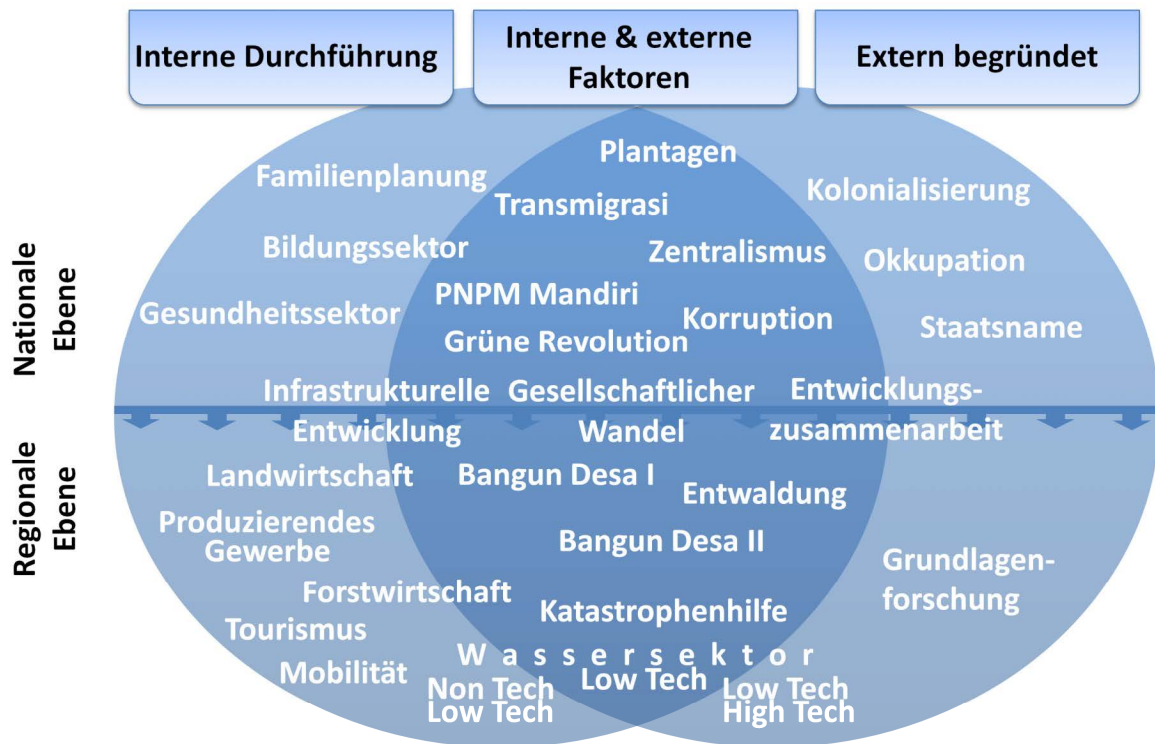 Interne Durchführung
Interne & externe
Faktoren
Extern begründet
Nationale
Ebene
Regionale
Ebene
Plantagen
Familienplanung
Kolonialisierung
Transmigrasi
Bildungssektor
Zentralismus
Okkupation
PNPM Mandiri
Gesundheitssektor
Korruption
Staatsname
Grüne Revolution
Infrastrukturelle
Entwicklung
Gesellschaftlicher
Wandel
Entwicklungs-
zusammenarbeit
Landwirtschaft
Bangun Desa I
Entwaldung
Produzierendes
Gewerbe
Bangun Desa II
Grundlagen-
forschung
Forstwirtschaft
Katastrophenhilfe
Tourismus
Wassersektor
Mobilität
Non Tech
Low Tech
Low Tech
Low Tech
High Tech